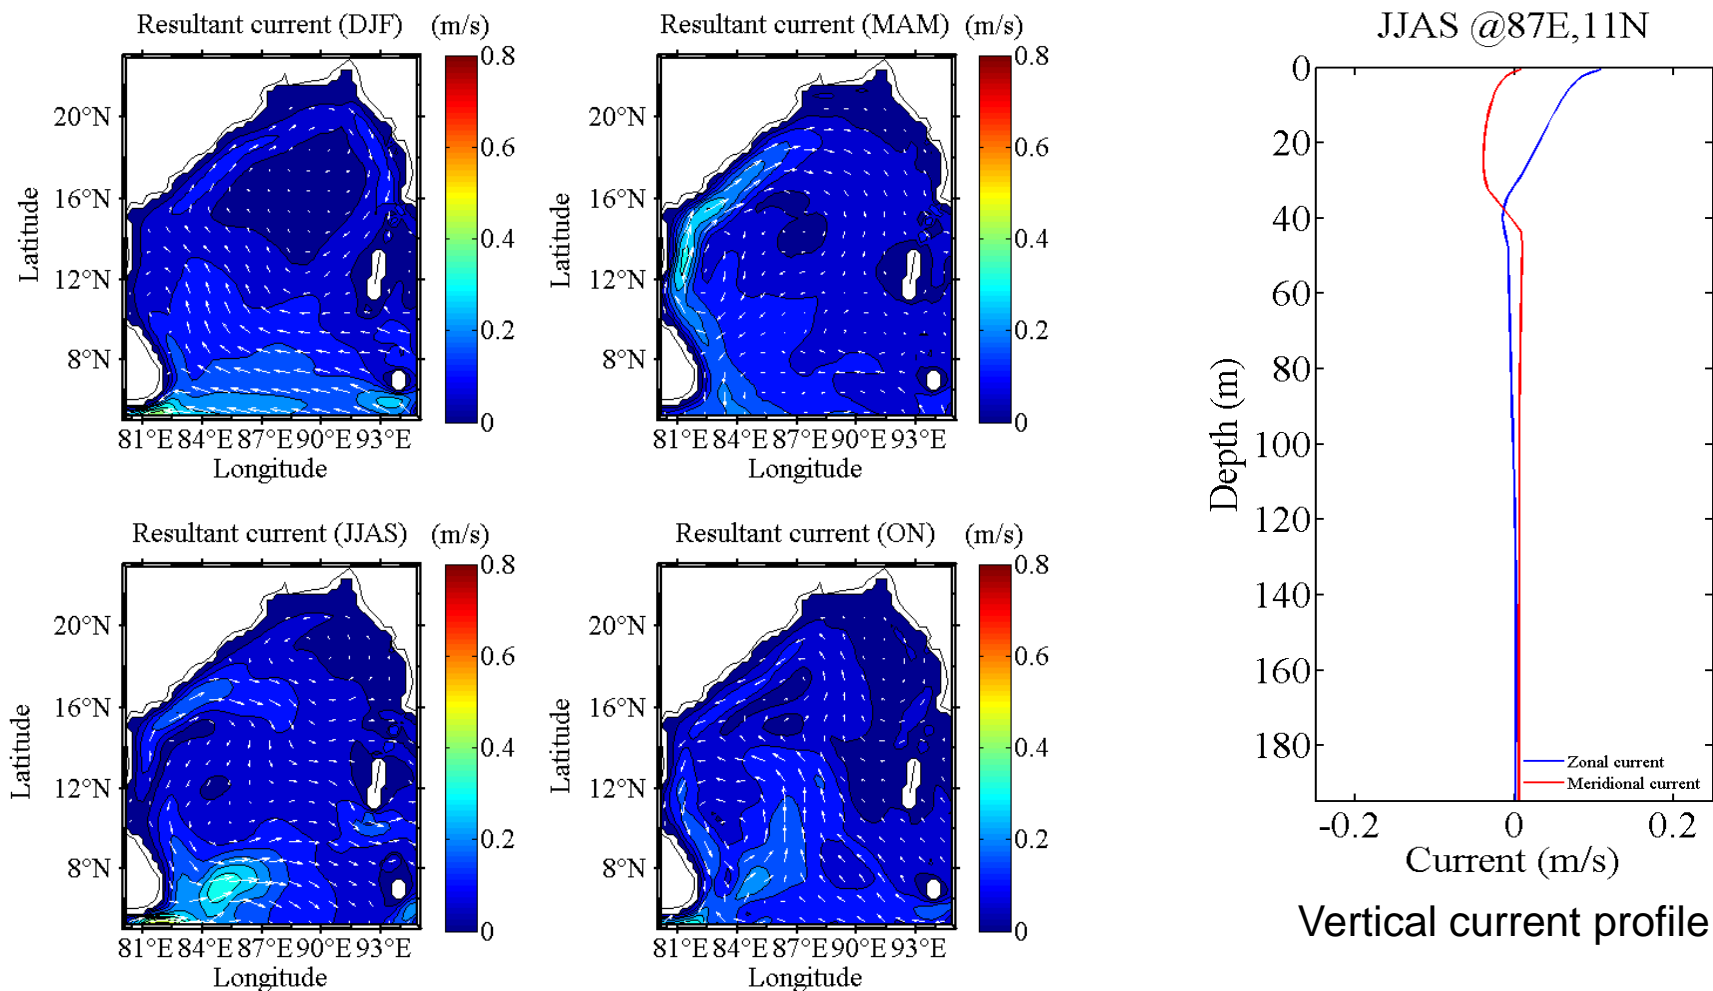 Resultant current (DJF) (m/s)
0.8
0.6
0.4
0.2
0
20°N
16°N
12°N
8°N
Latitude
81°E 84°E 87°E 90°E 93°E
Longitude
Resultant current (MAM) (m/s)
0.8
0.6
0.4
0.2
0
20°N
16°N
12°N
8°N
Latitude
81°E 84°E 87°E 90°E 93°E
Longitude
Resultant current (JJAS) (m/s)
0.8
0.6
0.4
0.2
0
20°N
16°N
12°N
8°N
Latitude
81°E 84°E 87°E 90°E 93°E
Longitude
Resultant current (ON) (m/s)
0.8
0.6
0.4
0.2
0
20°N
16°N
12°N
8°N
Latitude
81°E 84°E 87°E 90°E 93°E
Longitude
JJAS @87E,11N
0
20
40
60
80
100
120
140
160
180
Depth (m)
Zonal current
Meridional current
-0.2 0 0.2
Current (m/s)
Vertical current profile